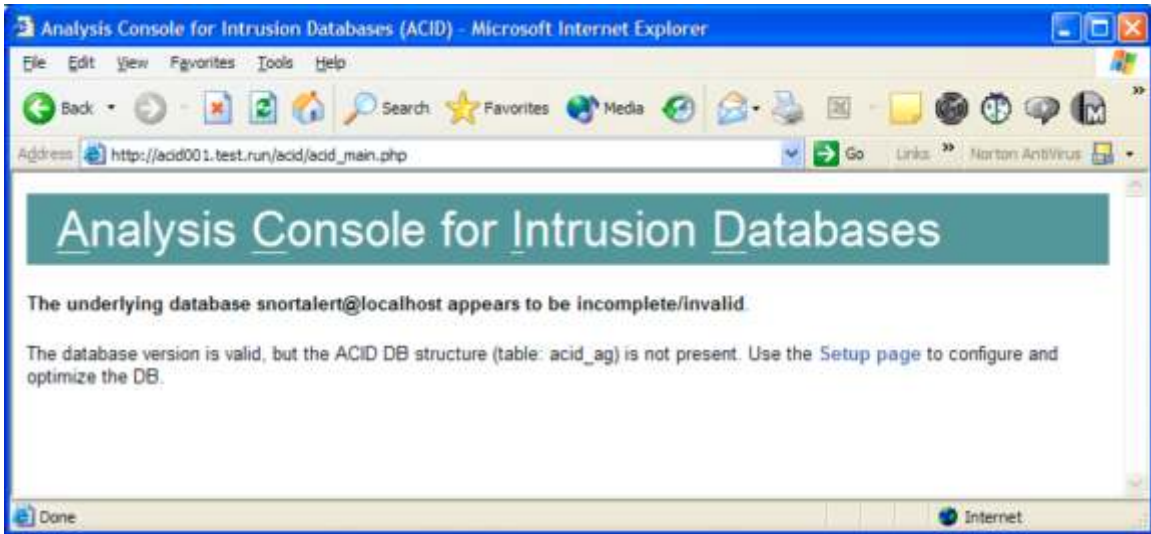 Analysis Console for Intrusion Databases (ACID) - Microsoft Internet Explorer
File Edit View Favorites Tools Help
Back Search Favorites Media
Address http://acid001.test.run/acid/acid_main.php Go Links Norton AntiVirus
Analysis Console for Intrusion Databases
The underlying database snortalert@localhost appears to be incomplete/invalid.
The database version is valid, but the ACID DB structure (table: acid_ag) is not present. Use the Setup page to configure and
optimize the DB.
Done Internet